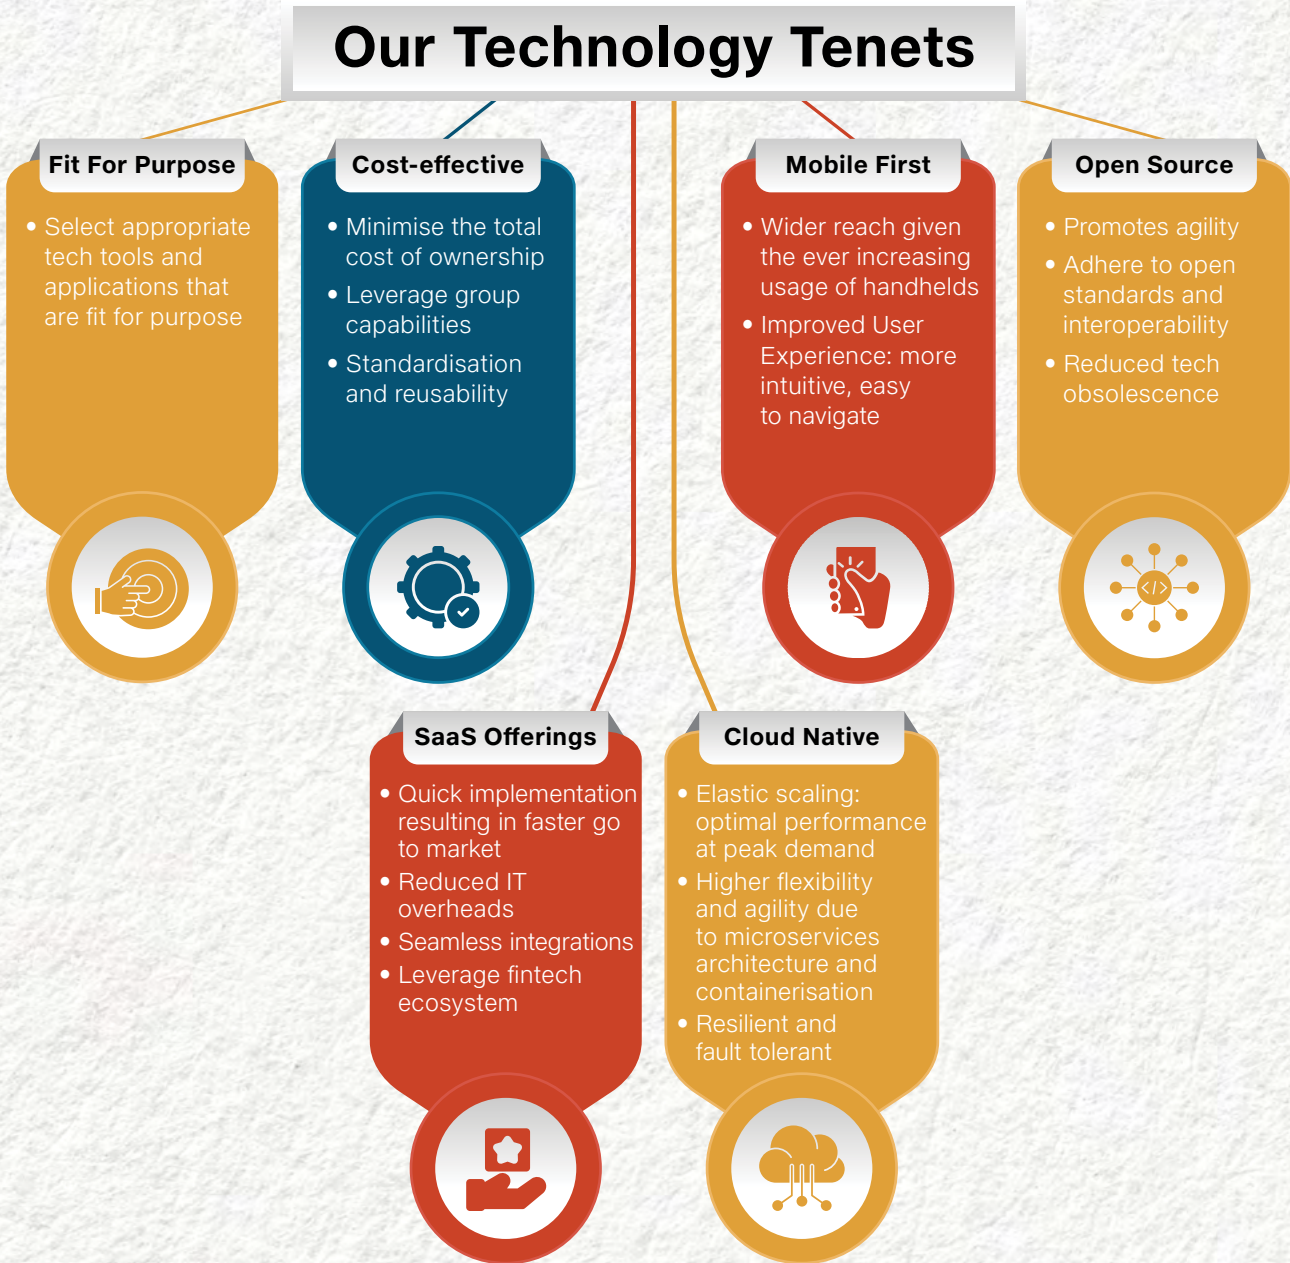 Our Technology Tenets
Fit For Purpose
• Select appropriate
tech tools and
applications that
are fit for purpose
Cost-effective
• Minimise the total
cost of ownership
• Leverage group
capabilities
• Standardisation
and reusability
Mobile First
• Wider reach given
the ever increasing
usage of handhelds
• Improved User
Experience: more
intuitive, easy
to navigate
Open Source
• Promotes agility
• Adhere to open
standards and
interoperability
• Reduced tech
obsolescence
</>
SaaS Offerings
• Quick implementation
resulting in faster go
to market
• Reduced IT
overheads
• Seamless integrations
• Leverage fintech
ecosystem
Cloud Native
• Elastic scaling:
optimal performance
at peak demand
• Higher flexibility
and agility due
to microservices
architecture and
containerisation
• Resilient and
fault tolerant